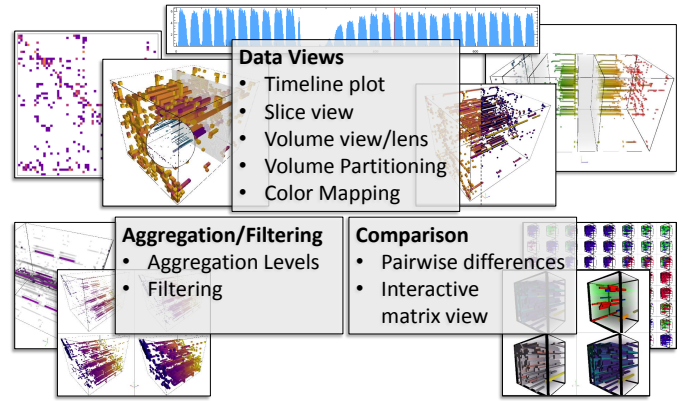 Data Views
• Timeline plot
• Slice view
• Volume view/lens
• Volume Partitioning
• Color Mapping
Aggregation/Filtering
• Aggregation Levels
• Filtering
Comparison
• Pairwise differences
• Interactive
matrix view